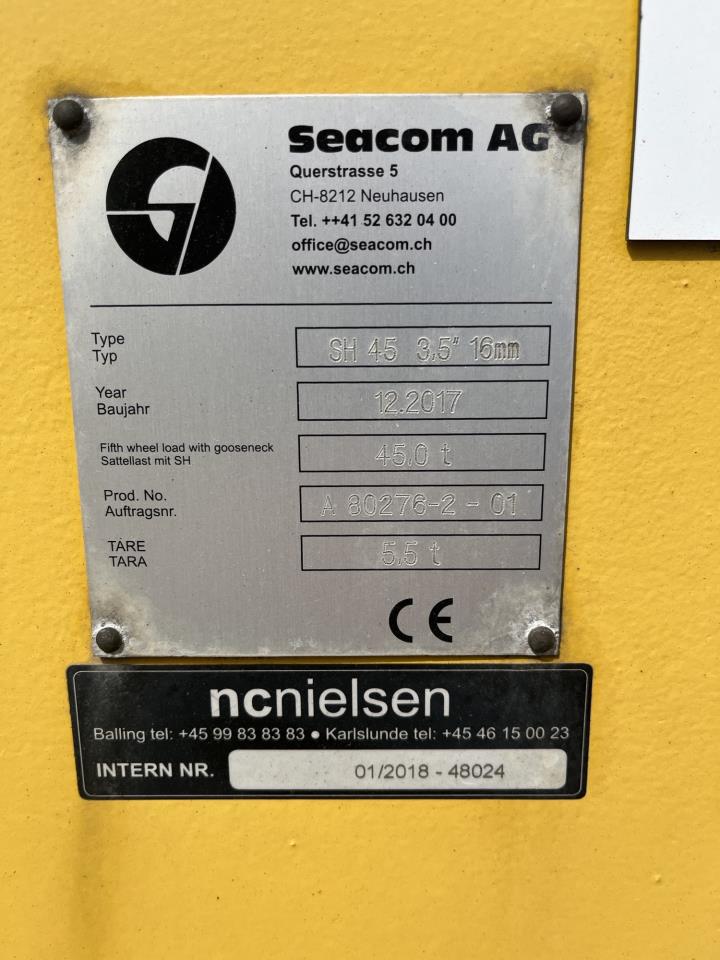 Seacom AG
Querstrasse 5
CH-8212 Neuhausen
Tel. ++41 52 632 04 00
office@seacom.ch
www.seacom.ch
Type
Typ
SH 45 3,5" 16mm
Year
Baujahr
12.2017
Fifth wheel load with gooseneck
Sattellast mit SH
45,0 t
Prod. No.
Auftragsnr.
A 80276-2 - 01
TARE
TARA
5,5 t
CE
ncnielsen
Balling tel: +45 99 83 83 83 ● Karlslunde tel: +45 46 15 00 23
INTERN NR. 01/2018 - 48024